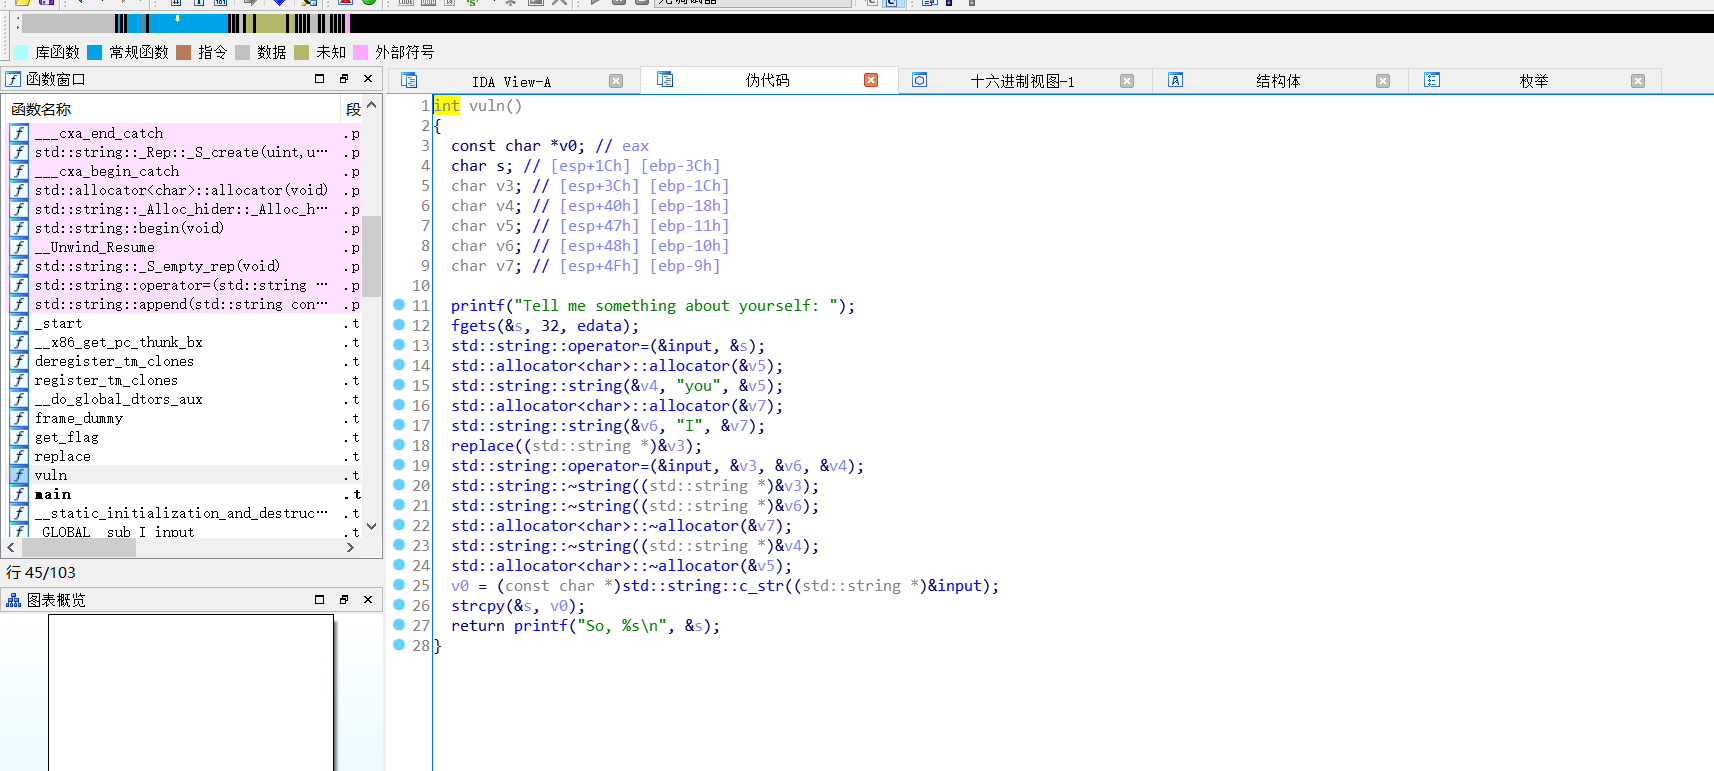 库函数 常规函数 指令 数据 未知 外部符号
函数窗口
函数名称 段
___cxa_end_catch .p
std::string::_Rep::_S_create(uint,u… .p
___cxa_begin_catch .p
std::allocator<char>::allocator(void) .p
std::string::_Alloc_hider::_Alloc_h… .p
std::string::begin(void) .p
__Unwind_Resume .p
std::string::_S_empty_rep(void) .p
std::string::operator=(std::string … .p
std::string::append(std::string con… .p
_start .t
__x86_get_pc_thunk_bx .t
deregister_tm_clones .t
register_tm_clones .t
__do_global_dtors_aux .t
frame_dummy .t
get_flag .t
replace .t
vuln .t
main .t
__static_initialization_and_destruc… .t
_GLOBAL__sub_I_input .t
行 45/103
图表概览
IDA View-A 伪代码 十六进制视图-1 结构体 枚举
1 int vuln()
2 {
3 const char *v0; // eax
4 char s; // [esp+1Ch] [ebp-3Ch]
5 char v3; // [esp+3Ch] [ebp-1Ch]
6 char v4; // [esp+40h] [ebp-18h]
7 char v5; // [esp+47h] [ebp-11h]
8 char v6; // [esp+48h] [ebp-10h]
9 char v7; // [esp+4Fh] [ebp-9h]
10
11 printf("Tell me something about yourself: ");
12 fgets(&s, 32, edata);
13 std::string::operator=(&input, &s);
14 std::allocator<char>::allocator(&v5);
15 std::string::string(&v4, "you", &v5);
16 std::allocator<char>::allocator(&v7);
17 std::string::string(&v6, "I", &v7);
18 replace((std::string *)&v3);
19 std::string::operator=(&input, &v3, &v6, &v4);
20 std::string::~string((std::string *)&v3);
21 std::string::~string((std::string *)&v6);
22 std::allocator<char>::~allocator(&v7);
23 std::string::~string((std::string *)&v4);
24 std::allocator<char>::~allocator(&v5);
25 v0 = (const char *)std::string::c_str((std::string *)&input);
26 strcpy(&s, v0);
27 return printf("So, %s\n", &s);
28 }